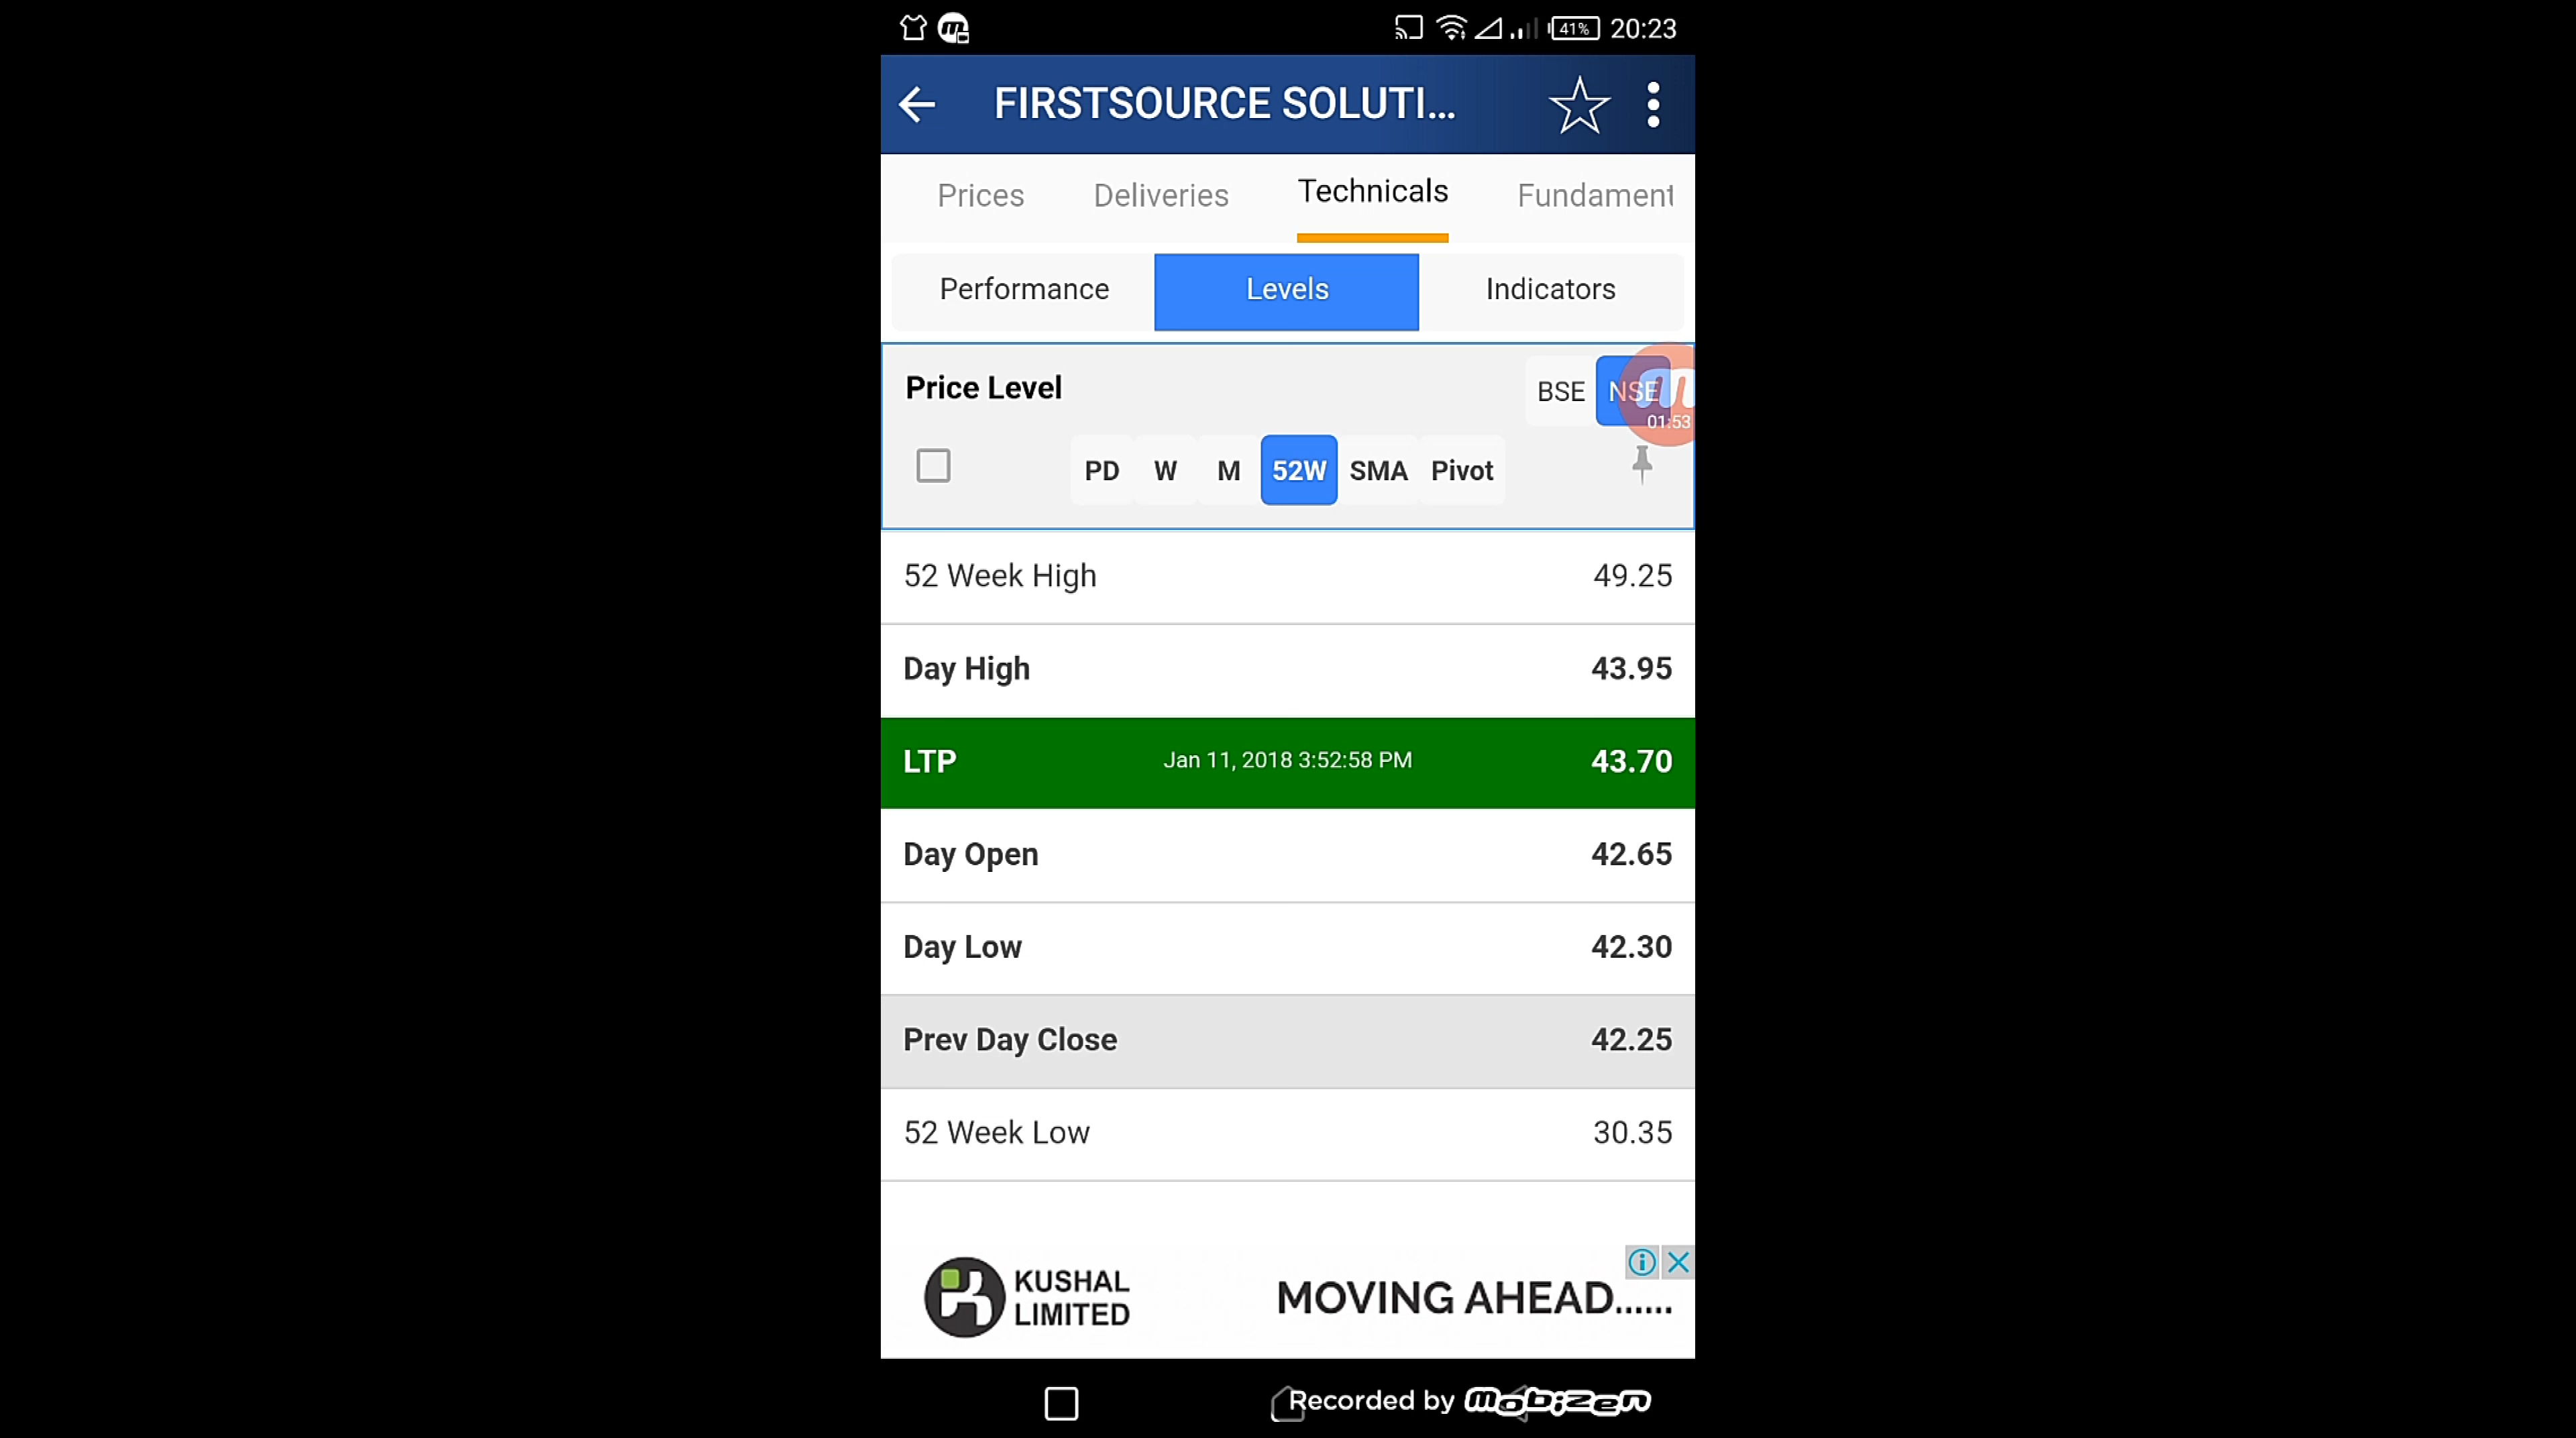 41% 20:23
FIRSTSOURCE SOLUTI...
Prices Deliveries Technicals Fundament
Performance Levels Indicators
Price Level BSE NSE
01:53
PD W M 52W SMA Pivot
52 Week High 49.25
Day High 43.95
LTP Jan 11, 2018 3:52:58 PM 43.70
Day Open 42.65
Day Low 42.30
Prev Day Close 42.25
52 Week Low 30.35
KUSHAL
LIMITED
MOVING AHEAD......
Recorded by mobizen